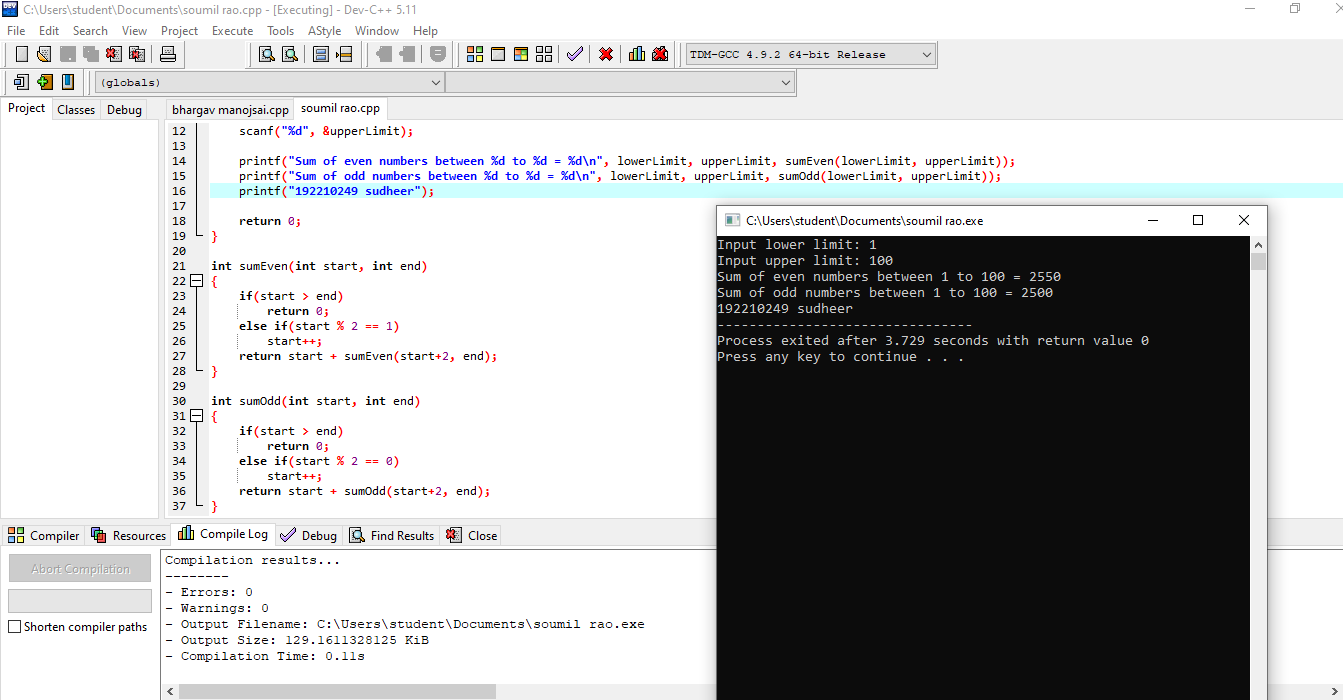 C:\Users\student\Documents\soumil rao.cpp - [Executing] - Dev-C++ 5.11
File Edit Search View Project Execute Tools AStyle Window Help
TDM-GCC 4.9.2 64-bit Release
(globals)
Project Classes Debug
bhargav manojsai.cpp soumil rao.cpp
12 scanf("%d", &upperLimit);
13
14 printf("Sum of even numbers between %d to %d = %d\n", lowerLimit, upperLimit, sumEven(lowerLimit, upperLimit));
15 printf("Sum of odd numbers between %d to %d = %d\n", lowerLimit, upperLimit, sumOdd(lowerLimit, upperLimit));
16 printf("192210249 sudheer");
17
18 return 0;
19 }
20
21 int sumEven(int start, int end)
22 {
23 if(start > end)
24 return 0;
25 else if(start % 2 == 1)
26 start++;
27 return start + sumEven(start+2, end);
28 }
29
30 int sumOdd(int start, int end)
31 {
32 if(start > end)
33 return 0;
34 else if(start % 2 == 0)
35 start++;
36 return start + sumOdd(start+2, end);
37 }
C:\Users\student\Documents\soumil rao.exe
Input lower limit: 1
Input upper limit: 100
Sum of even numbers between 1 to 100 = 2550
Sum of odd numbers between 1 to 100 = 2500
192210249 sudheer
--------------------------------
Process exited after 3.729 seconds with return value 0
Press any key to continue . . .
Compiler Resources Compile Log Debug Find Results Close
Abort Compilation
Shorten compiler paths
Compilation results...
--------
- Errors: 0
- Warnings: 0
- Output Filename: C:\Users\student\Documents\soumil rao.exe
- Output Size: 129.1611328125 KiB
- Compilation Time: 0.11s